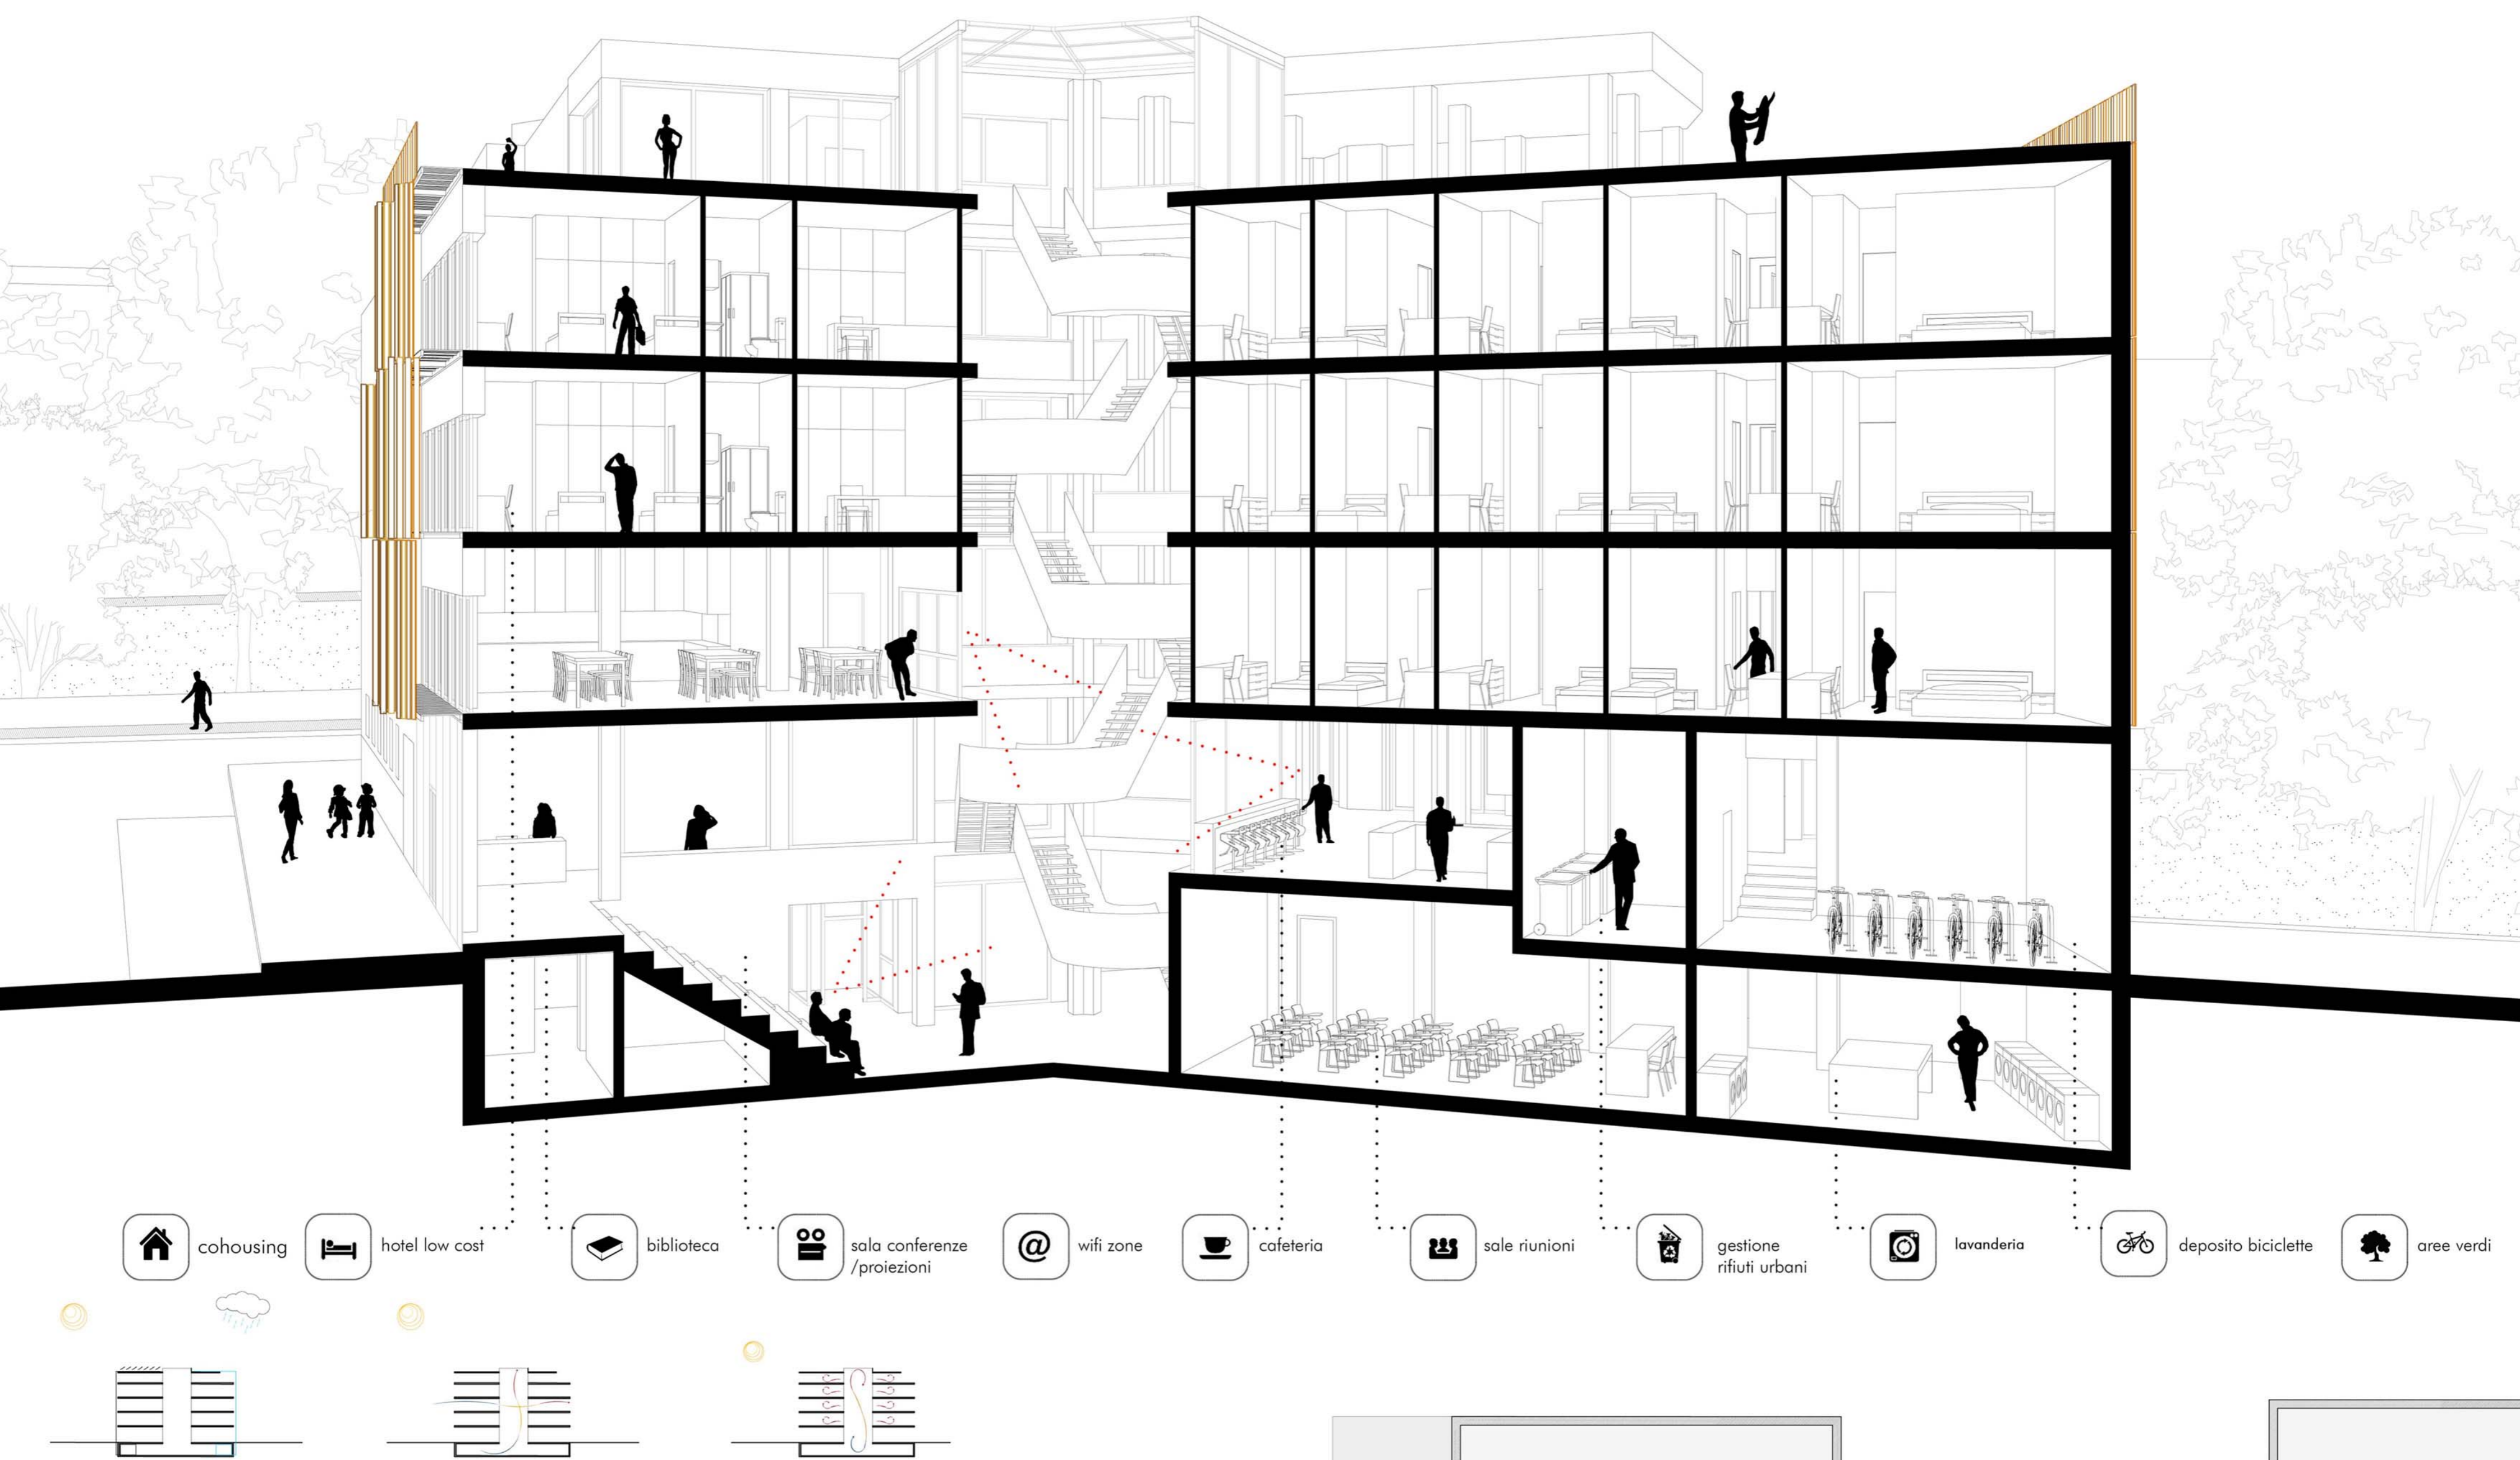 cohousing
hotel low cost
biblioteca
sala conferenze
/proiezioni
@
wifi zone
cafeteria
sale riunioni
gestione
rifiuti urbani
lavanderia
deposito biciclette
aree verdi